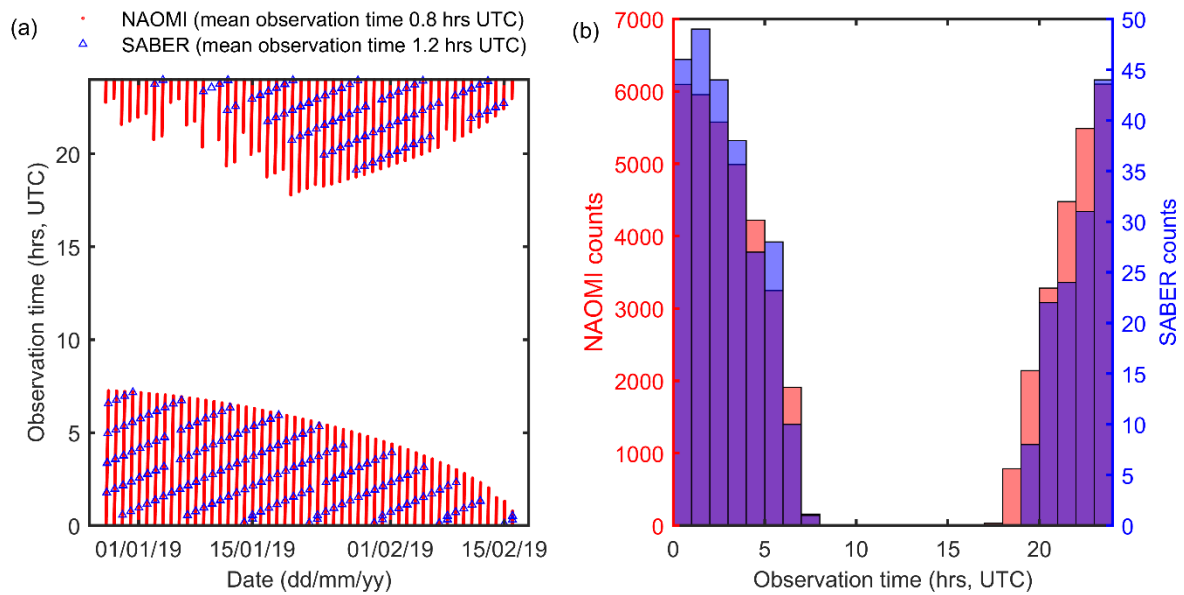 (a)
NAOMI (mean observation time 0.8 hrs UTC)
SABER (mean observation time 1.2 hrs UTC)
Observation time (hrs, UTC)
20
15
10
5
0
01/01/19 15/01/19 01/02/19 15/02/19
Date (dd/mm/yy)
(b)
NAOMI counts
7000
6000
5000
4000
3000
2000
1000
0
SABER counts
50
45
40
35
30
25
20
15
10
5
0
0 5 10 15 20
Observation time (hrs, UTC)